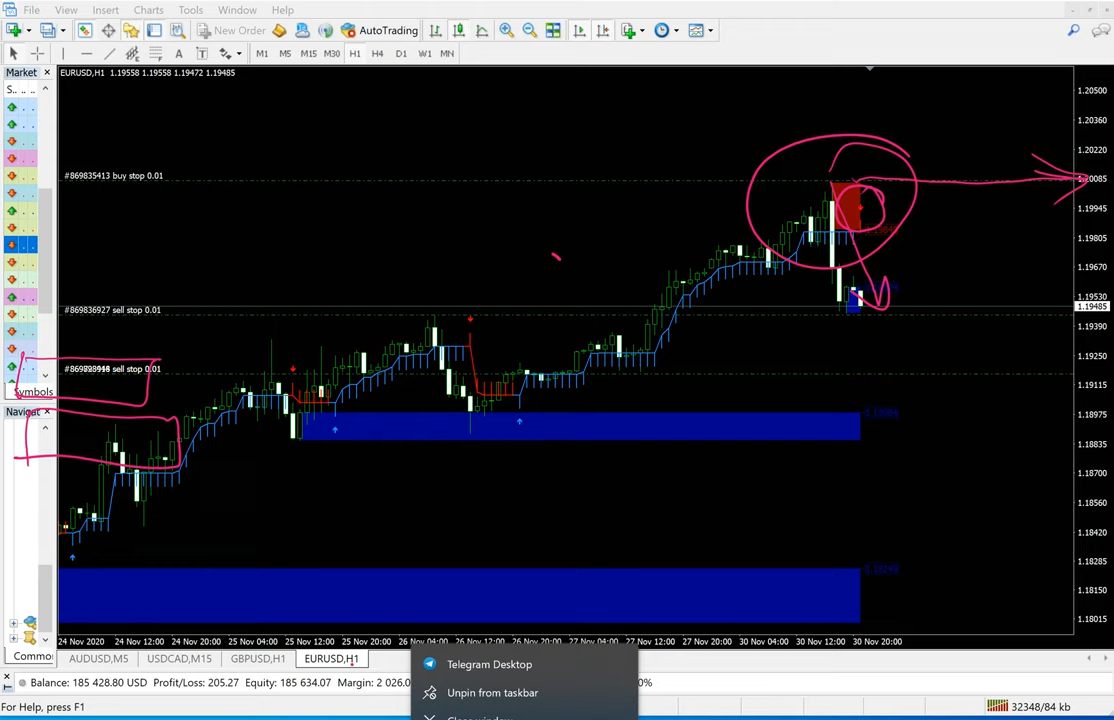 File View Insert Charts Tools Window Help
New Order AutoTrading
M1 M5 M15 M30 H1 H4 D1 W1 MN
Market
S..
EURUSD,H1 1.19558 1.19558 1.19472 1.19485
#869835413 buy stop 0.01
#869836927 sell stop 0.01
sell stop 0.01
1.20500
1.20360
1.20220
1.20085
1.19945
1.19805
1.19670
1.19530
1.19485
1.19390
1.19250
1.19115
1.18975
1.18835
1.18700
1.18560
1.18420
1.18285
1.18150
1.18015
Symbols
Navigat
Commo
24 Nov 2020 24 Nov 12:00 24 Nov 20:00 25 Nov 04:00 25 Nov 12:00 25 Nov 20:00 26 Nov 04:00 26 Nov 12:00 26 Nov 20:00 27 Nov 04:00 27 Nov 12:00 27 Nov 20:00 30 Nov 04:00 30 Nov 12:00 30 Nov 20:00
AUDUSD,M5 USDCAD,M15 GBPUSD,H1 EURUSD,H1
Telegram Desktop
Unpin from taskbar
Close window
Balance: 185 428.80 USD Profit/Loss: 205.27 Equity: 185 634.07 Margin: 2 026.0
For Help, press F1
32348/84 kb